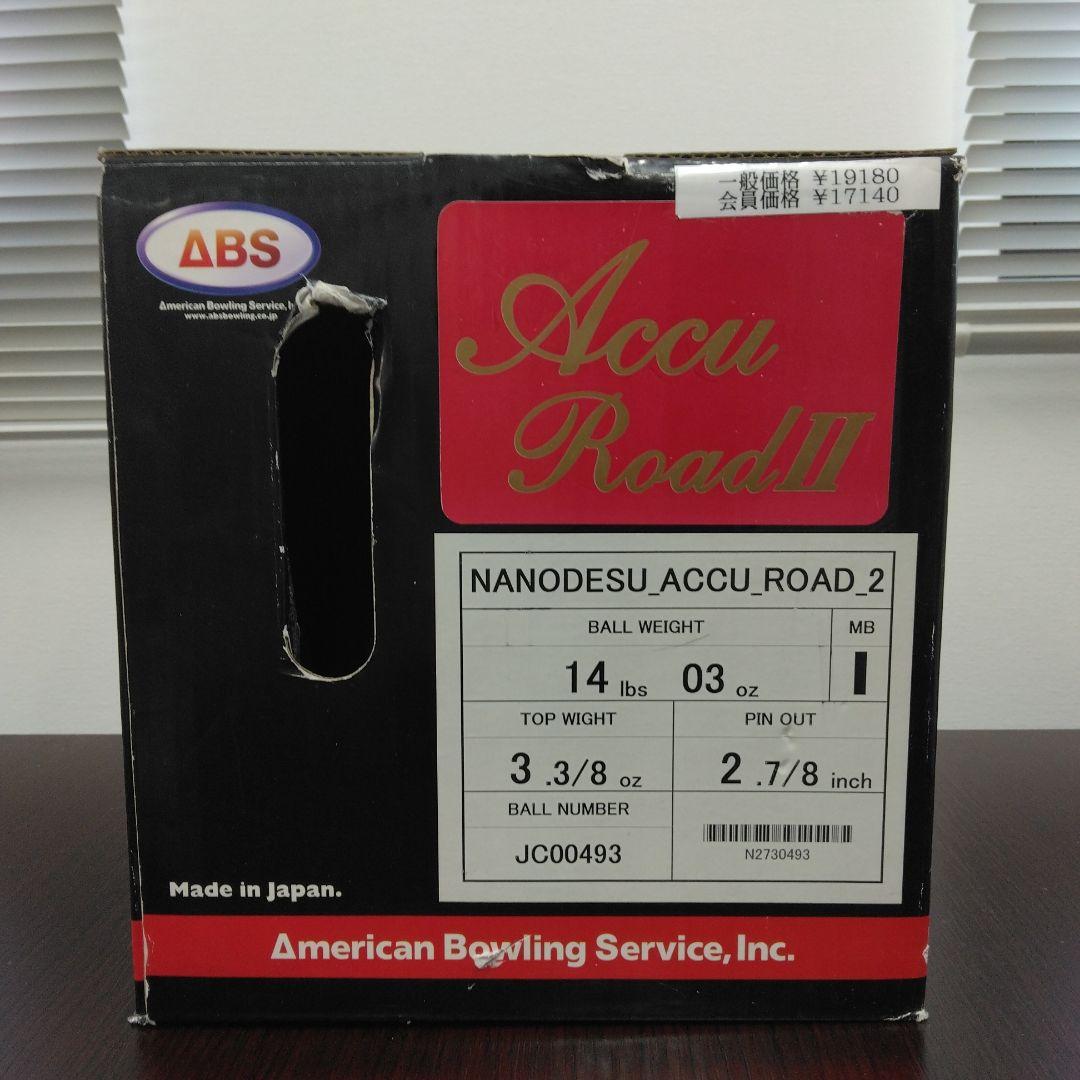 一般価格 ¥19180
会員価格 ¥17140
ABS
American Bowling Service, I
www.absbowling.co.jp
Accu
Road II
NANODESU_ACCU_ROAD_2
BALL WEIGHT MB
14 lbs 03 oz I
TOP WIGHT PIN OUT
3 .3/8 oz 2 .7/8 inch
BALL NUMBER
JC00493
N2730493
Made in Japan.
American Bowling Service, Inc.